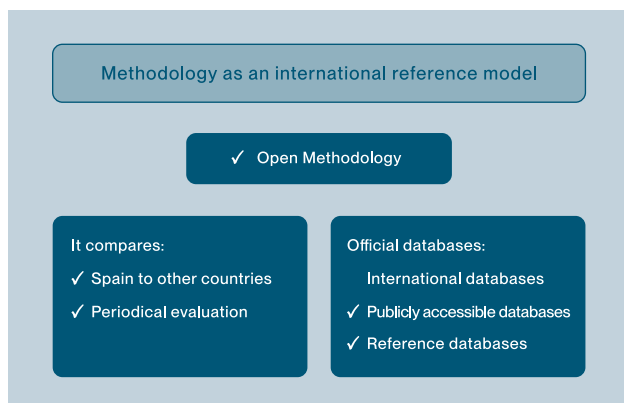 Methodology as an international reference model
✓ Open Methodology
It compares:
✓ Spain to other countries
✓ Periodical evaluation
Official databases:
International databases
✓ Publicly accessible databases
✓ Reference databases